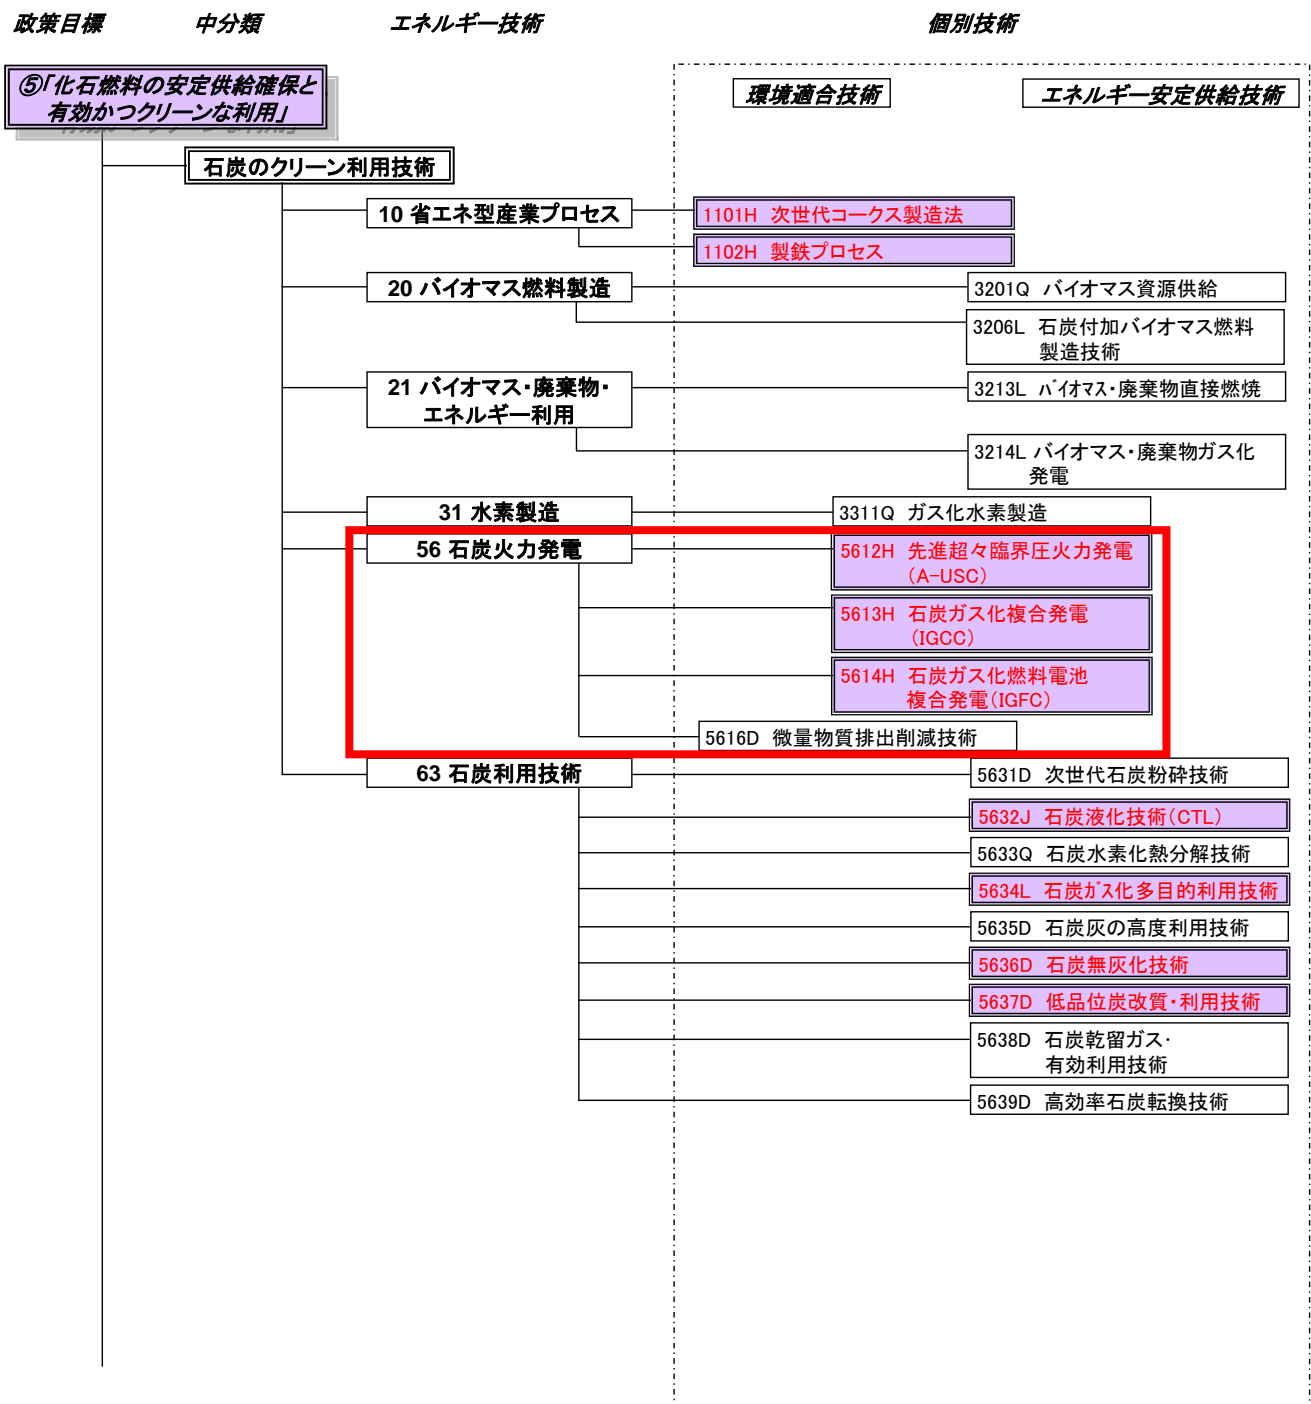 政策目標 中分類 エネルギー技術 個別技術
⑤「化石燃料の安定供給確保と
有効かつクリーンな利用」
環境適合技術 エネルギー安定供給技術
石炭のクリーン利用技術
10 省エネ型産業プロセス
1101H 次世代コークス製造法
1102H 製鉄プロセス
20 バイオマス燃料製造
3201Q バイオマス資源供給
3206L 石炭付加バイオマス燃料
製造技術
21 バイオマス・廃棄物・
エネルギー利用
3213L バイオマス・廃棄物直接燃焼
3214L バイオマス・廃棄物ガス化
発電
31 水素製造
3311Q ガス化水素製造
56 石炭火力発電
5612H 先進超々臨界圧火力発電
(A-USC)
5613H 石炭ガス化複合発電
(IGCC)
5614H 石炭ガス化燃料電池
複合発電(IGFC)
5616D 微量物質排出削減技術
63 石炭利用技術
5631D 次世代石炭粉砕技術
5632J 石炭液化技術(CTL)
5633Q 石炭水素化熱分解技術
5634L 石炭ガス化多目的利用技術
5635D 石炭灰の高度利用技術
5636D 石炭無灰化技術
5637D 低品位炭改質・利用技術
5638D 石炭乾留ガス・
有効利用技術
5639D 高効率石炭転換技術